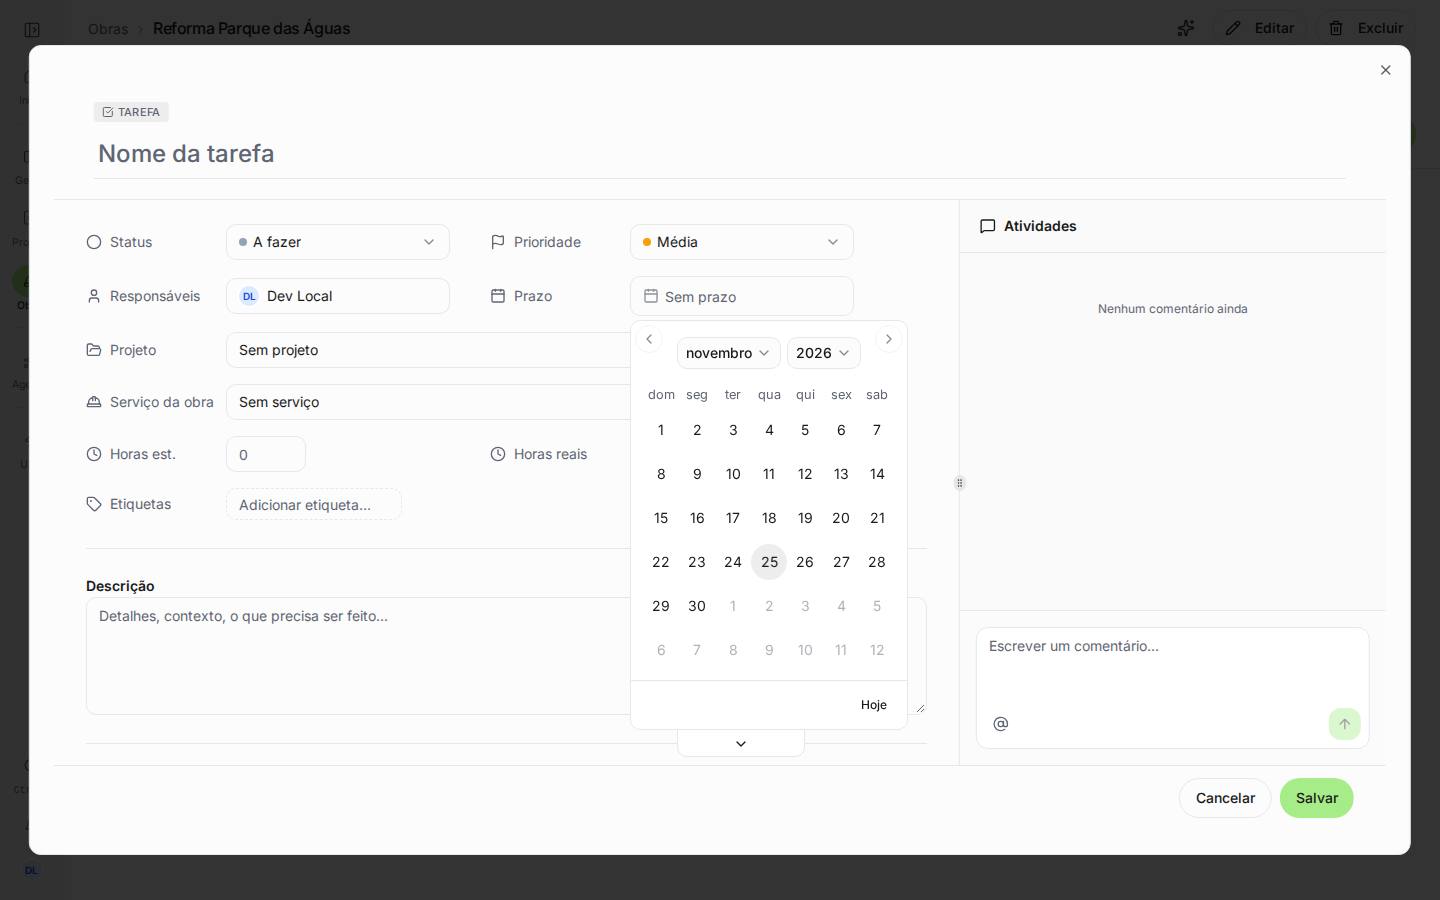 Obras › Reforma Parque das Águas
Editar
Excluir
TAREFA
Nome da tarefa
Status
A fazer
Prioridade
Média
Responsáveis
DL Dev Local
Prazo
Sem prazo
Projeto
Sem projeto
Serviço da obra
Sem serviço
Horas est.
0
Horas reais
Etiquetas
Adicionar etiqueta...
novembro 2026
dom seg ter qua qui sex sab
1 2 3 4 5 6 7
8 9 10 11 12 13 14
15 16 17 18 19 20 21
22 23 24 25 26 27 28
29 30 1 2 3 4 5
6 7 8 9 10 11 12
Hoje
Descrição
Detalhes, contexto, o que precisa ser feito...
Atividades
Nenhum comentário ainda
Escrever um comentário...
@
Cancelar
Salvar
DL